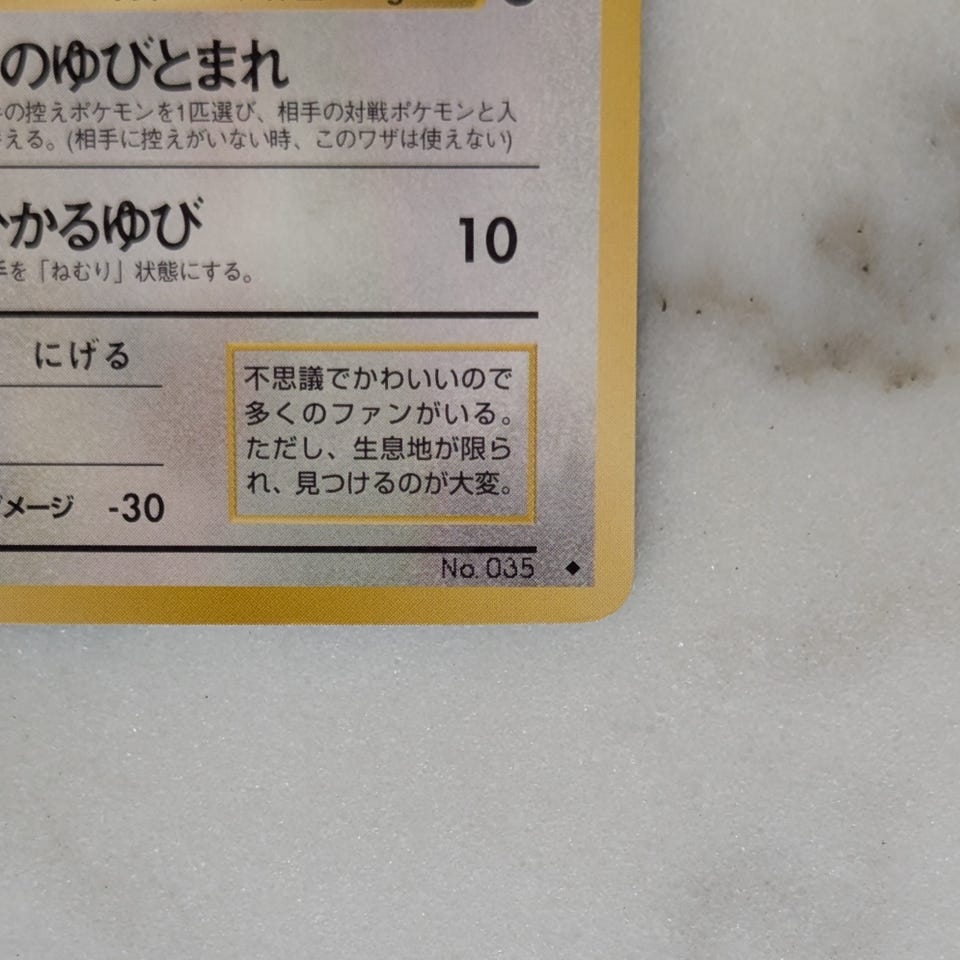 のゆびとまれ
の控えポケモンを1匹選び、相手の対戦ポケモンと入
える。(相手に控えがいない時、このワザは使えない)
かるゆび
10
手を「ねむり」状態にする。
にげる
不思議でかわいいので
多くのファンがいる。
ただし、生息地が限ら
れ、見つけるのが大変。
メージ -30
No. 035 ◆